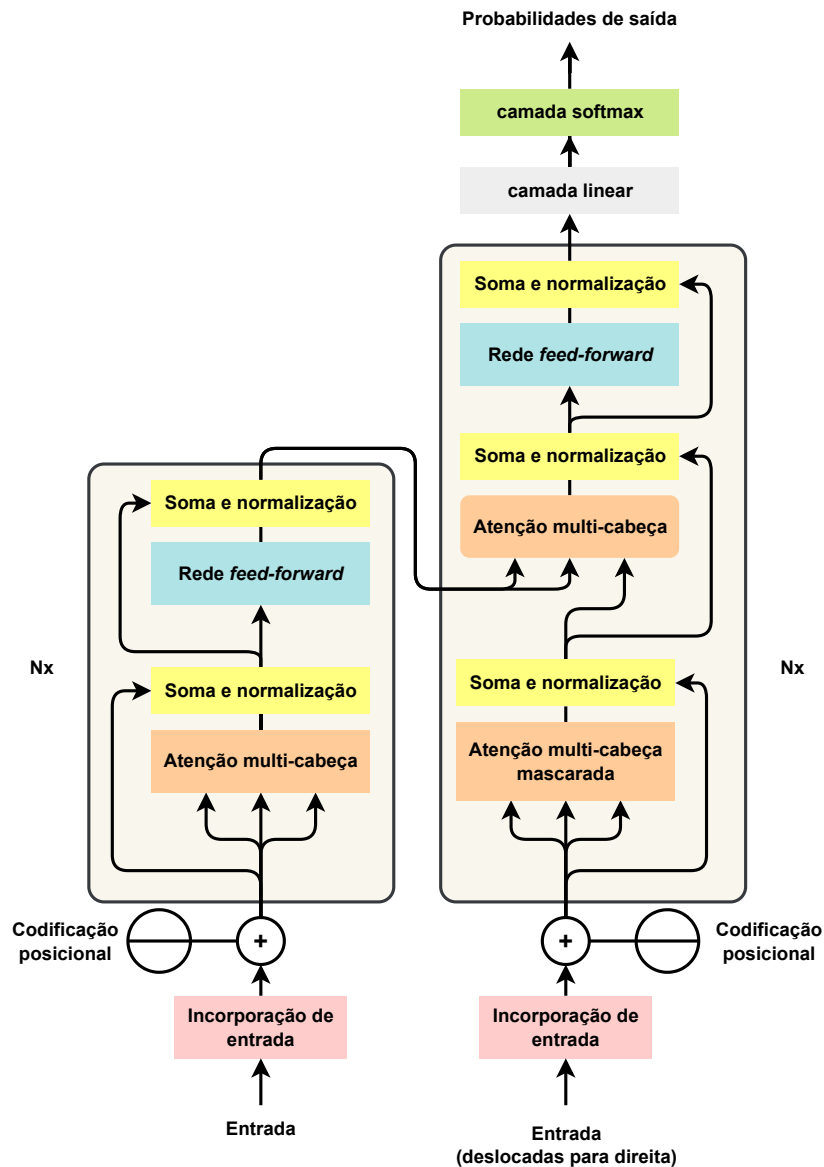 Probabilidades de saída
camada softmax
camada linear
Soma e normalização
Rede feed-forward
Soma e normalização
Atenção multi-cabeça
Soma e normalização
Atenção multi-cabeça
mascarada
Nx
Soma e normalização
Rede feed-forward
Soma e normalização
Atenção multi-cabeça
Nx
Codificação
posicional
+
Incorporação de
entrada
Entrada
+
Codificação
posicional
Incorporação de
entrada
Entrada
(deslocadas para direita)